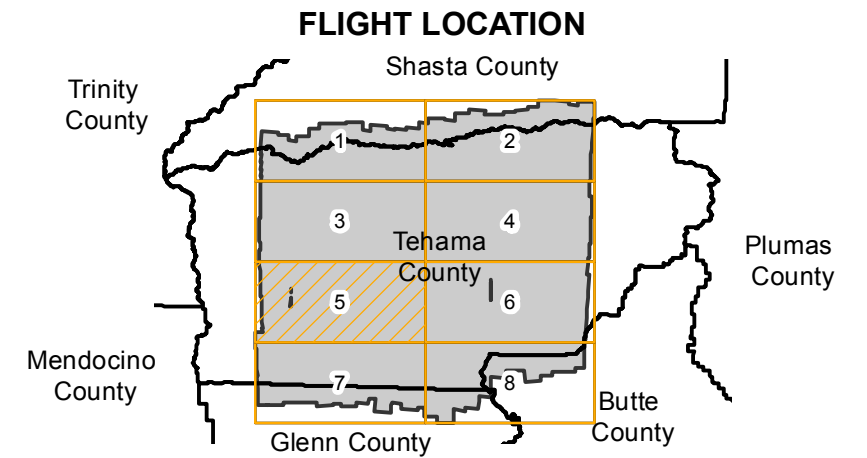 FLIGHT LOCATION
Shasta County
Trinity
County
1
2
3
4
Tehama
County
Plumas
County
5
6
Mendocino
County
7
8
Butte
County
Glenn County